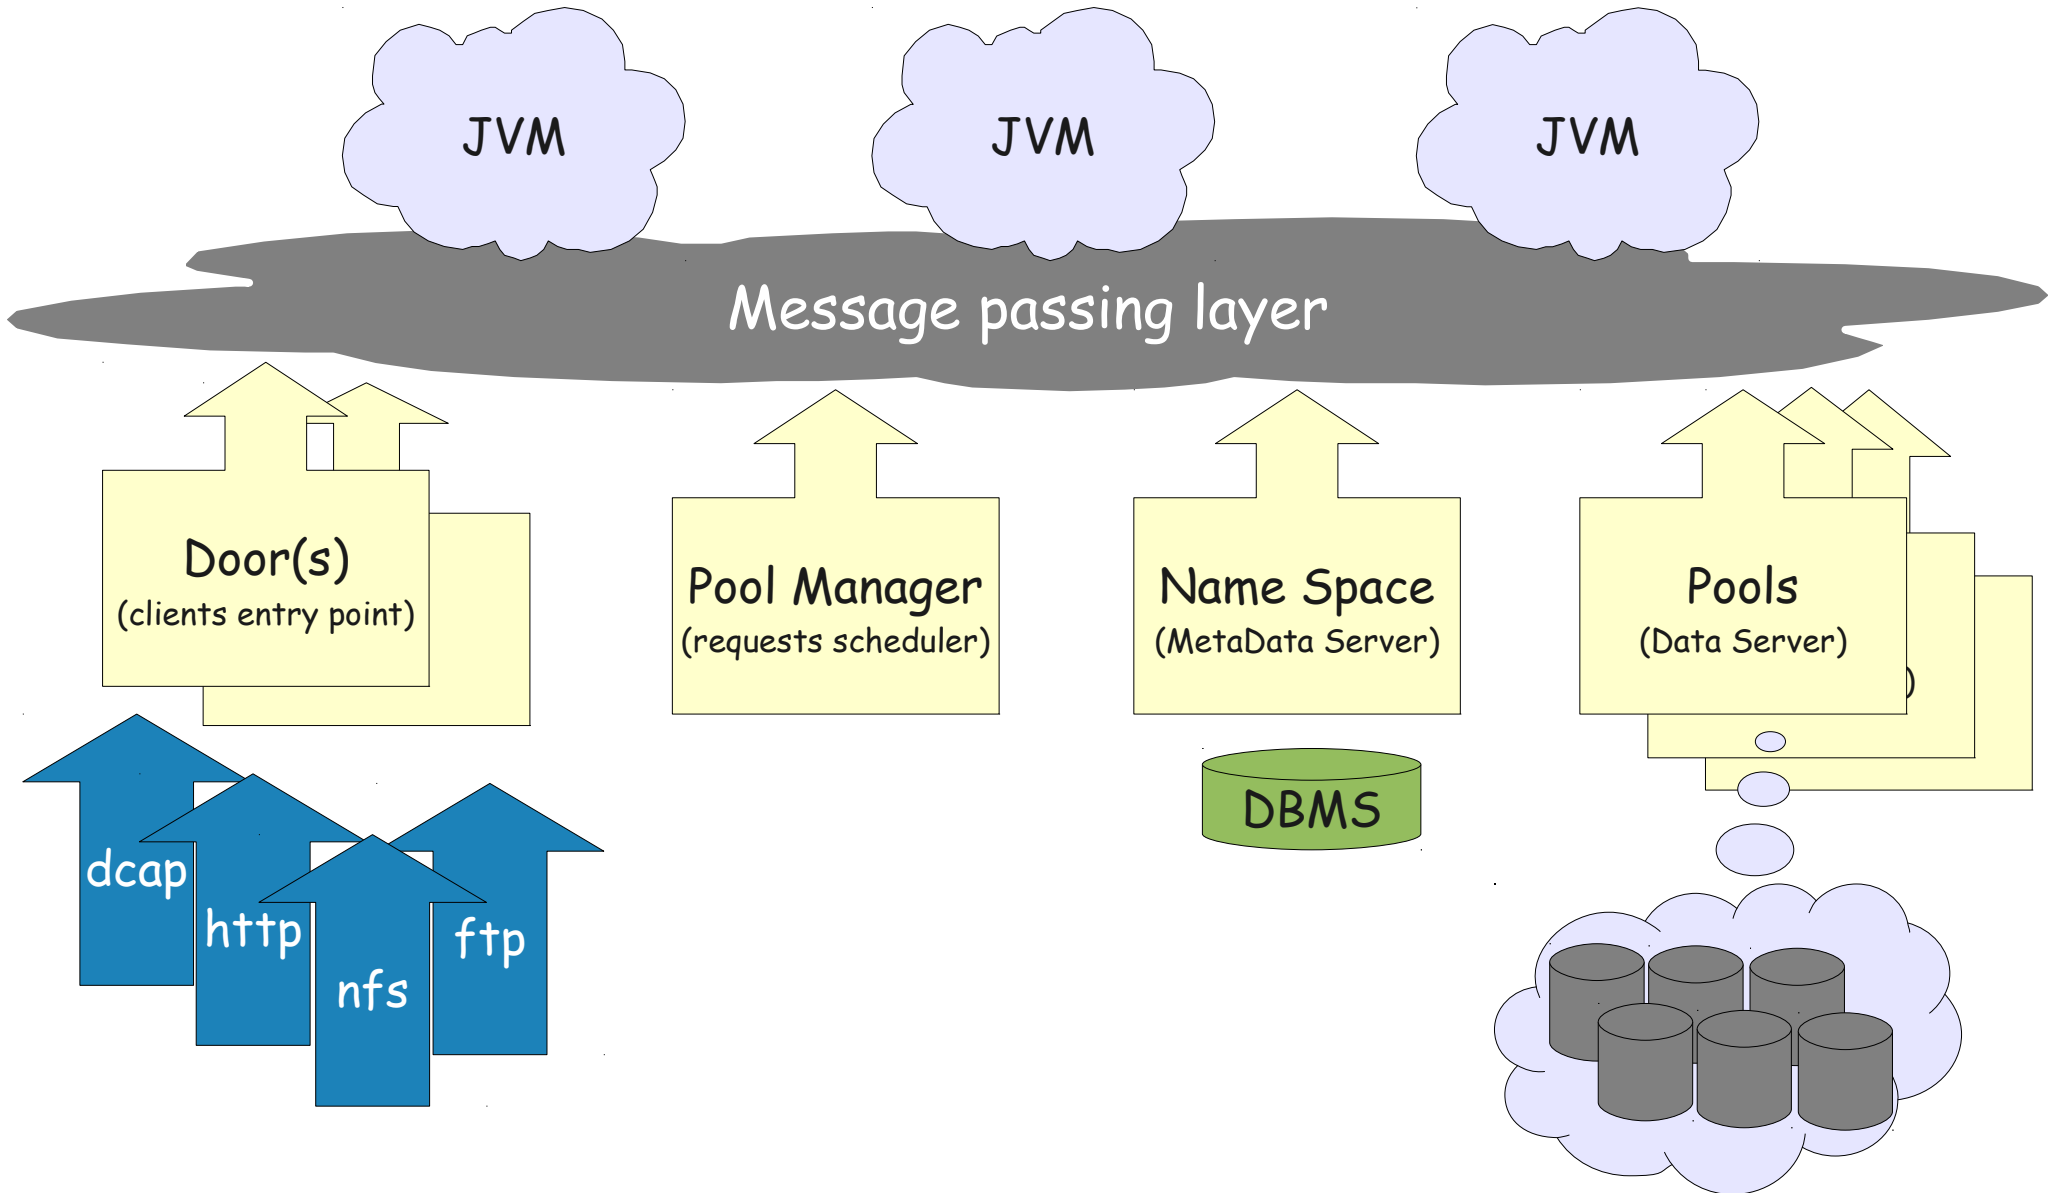 JVM
JVM
JVM
Message passing layer
Door(s)
(clients entry point)
Pool Manager
(requests scheduler)
Name Space
(MetaData Server)
Pools
(Data Server)
)
DBMS
dcap
http
nfs
ftp